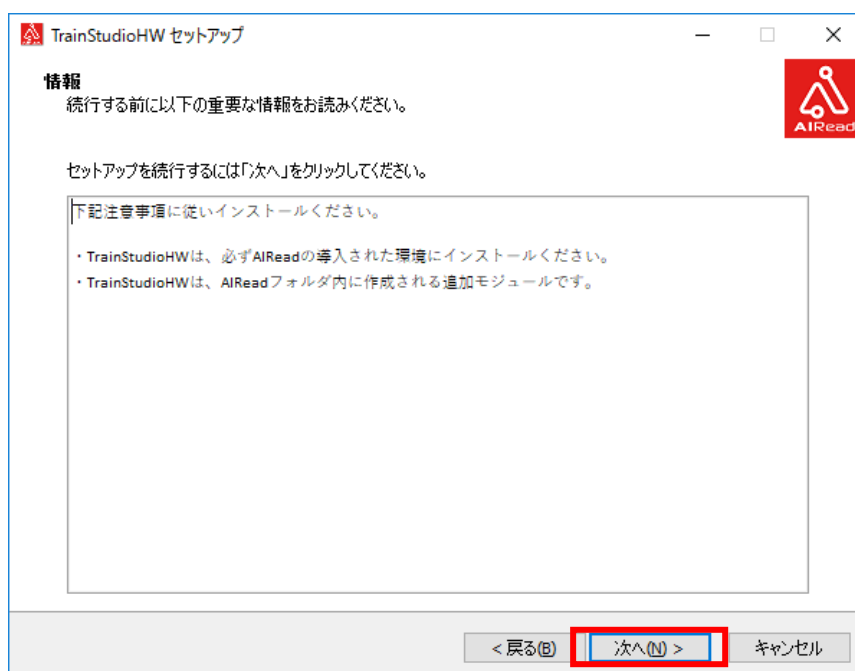 TrainStudioHW セットアップ
情報
続行する前に以下の重要な情報をお読みください。
AIRead
セットアップを続行するには「次へ」をクリックしてください。
下記注意事項に従いインストールください。
・TrainStudioHWは、必ずAIReadの導入された環境にインストールください。
・TrainStudioHWは、AIReadフォルダ内に作成される追加モジュールです。
< 戻る(B)
次へ(N) >
キャンセル